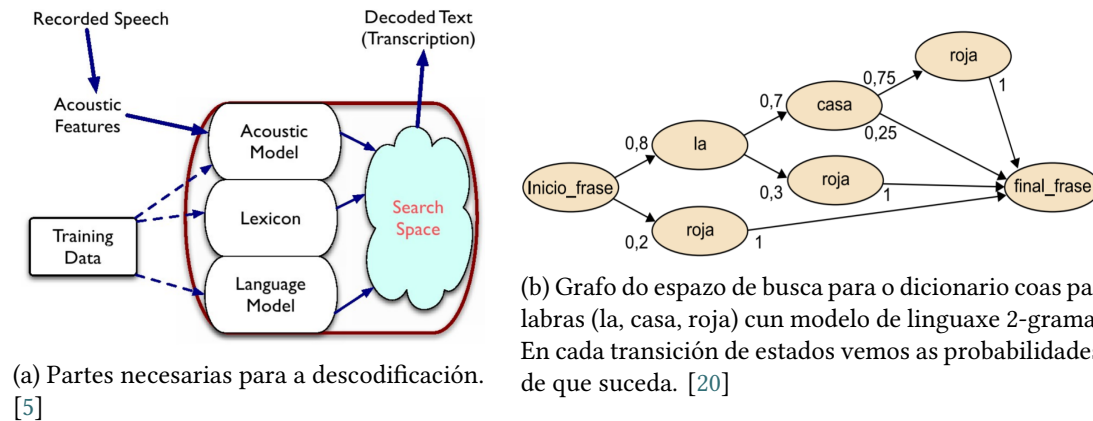 Recorded Speech
Decoded Text
(Transcription)
Acoustic
Features
Acoustic
Model
Lexicon
Search
Space
Training
Data
Language
Model
(a) Partes necesarias para a descodificación.
[5]
roja
0,75
1
0,7
casa
0,25
0,8
la
Inicio_frase
roja
final_frase
0,3
1
0,2
roja
1
(b) Grafo do espazo de busca para o dicionario coas pa
labras (la, casa, roja) cun modelo de linguaxe 2-grama
En cada transición de estados vemos as probabilidades
de que suceda. [20]